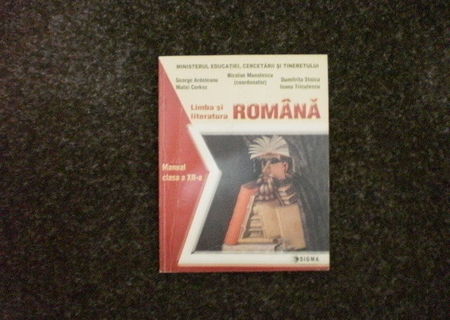 MINISTERUL EDUCAȚIEI, CERCETĂRII ȘI TINERETULUI
Nicolae Manolescu
(coordonator)
George Ardeleanu
Matei Cerkez
Dumitrița Stoica
Ioana Triculescu
Limba și
literatura
ROMÂNĂ
Manual
clasa a XII-a
SIGMA